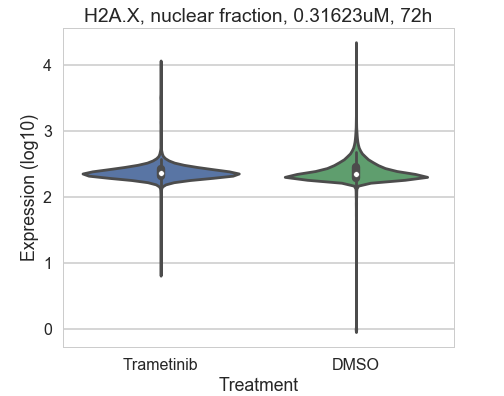 H2A.X, nuclear fraction, 0.31623uM, 72h
Expression (log10)
4
3
2
1
0
Trametinib DMSO
Treatment